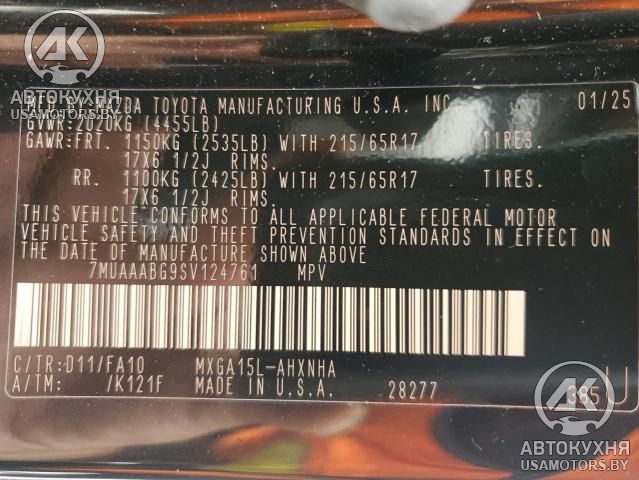 АК
АВТОКУХНЯ
USAMOTORS.BY
MFD BY MAZDA TOYOTA MANUFACTURING U.S.A. INC 01/25
GVWR:2020KG (4455LB)
GAWR:FRT. 1150KG (2535LB) WITH 215/65R17 TIRES.
17X6 1/2J RIMS.
RR. 1100KG (2425LB) WITH 215/65R17 TIRES.
17X6 1/2J RIMS.
THIS VEHICLE CONFORMS TO ALL APPLICABLE FEDERAL MOTOR
VEHICLE SAFETY AND THEFT PREVENTION STANDARDS IN EFFECT ON
THE DATE OF MANUFACTURE SHOWN ABOVE
7MUAAABG9SV124761 MPV
C/TR:D11/FA10 MXGA15L-AHXNHA
A/TM: /K121F MADE IN U.S.A. 28277 385 U
АК
АВТОКУХНЯ
USAMOTORS.BY